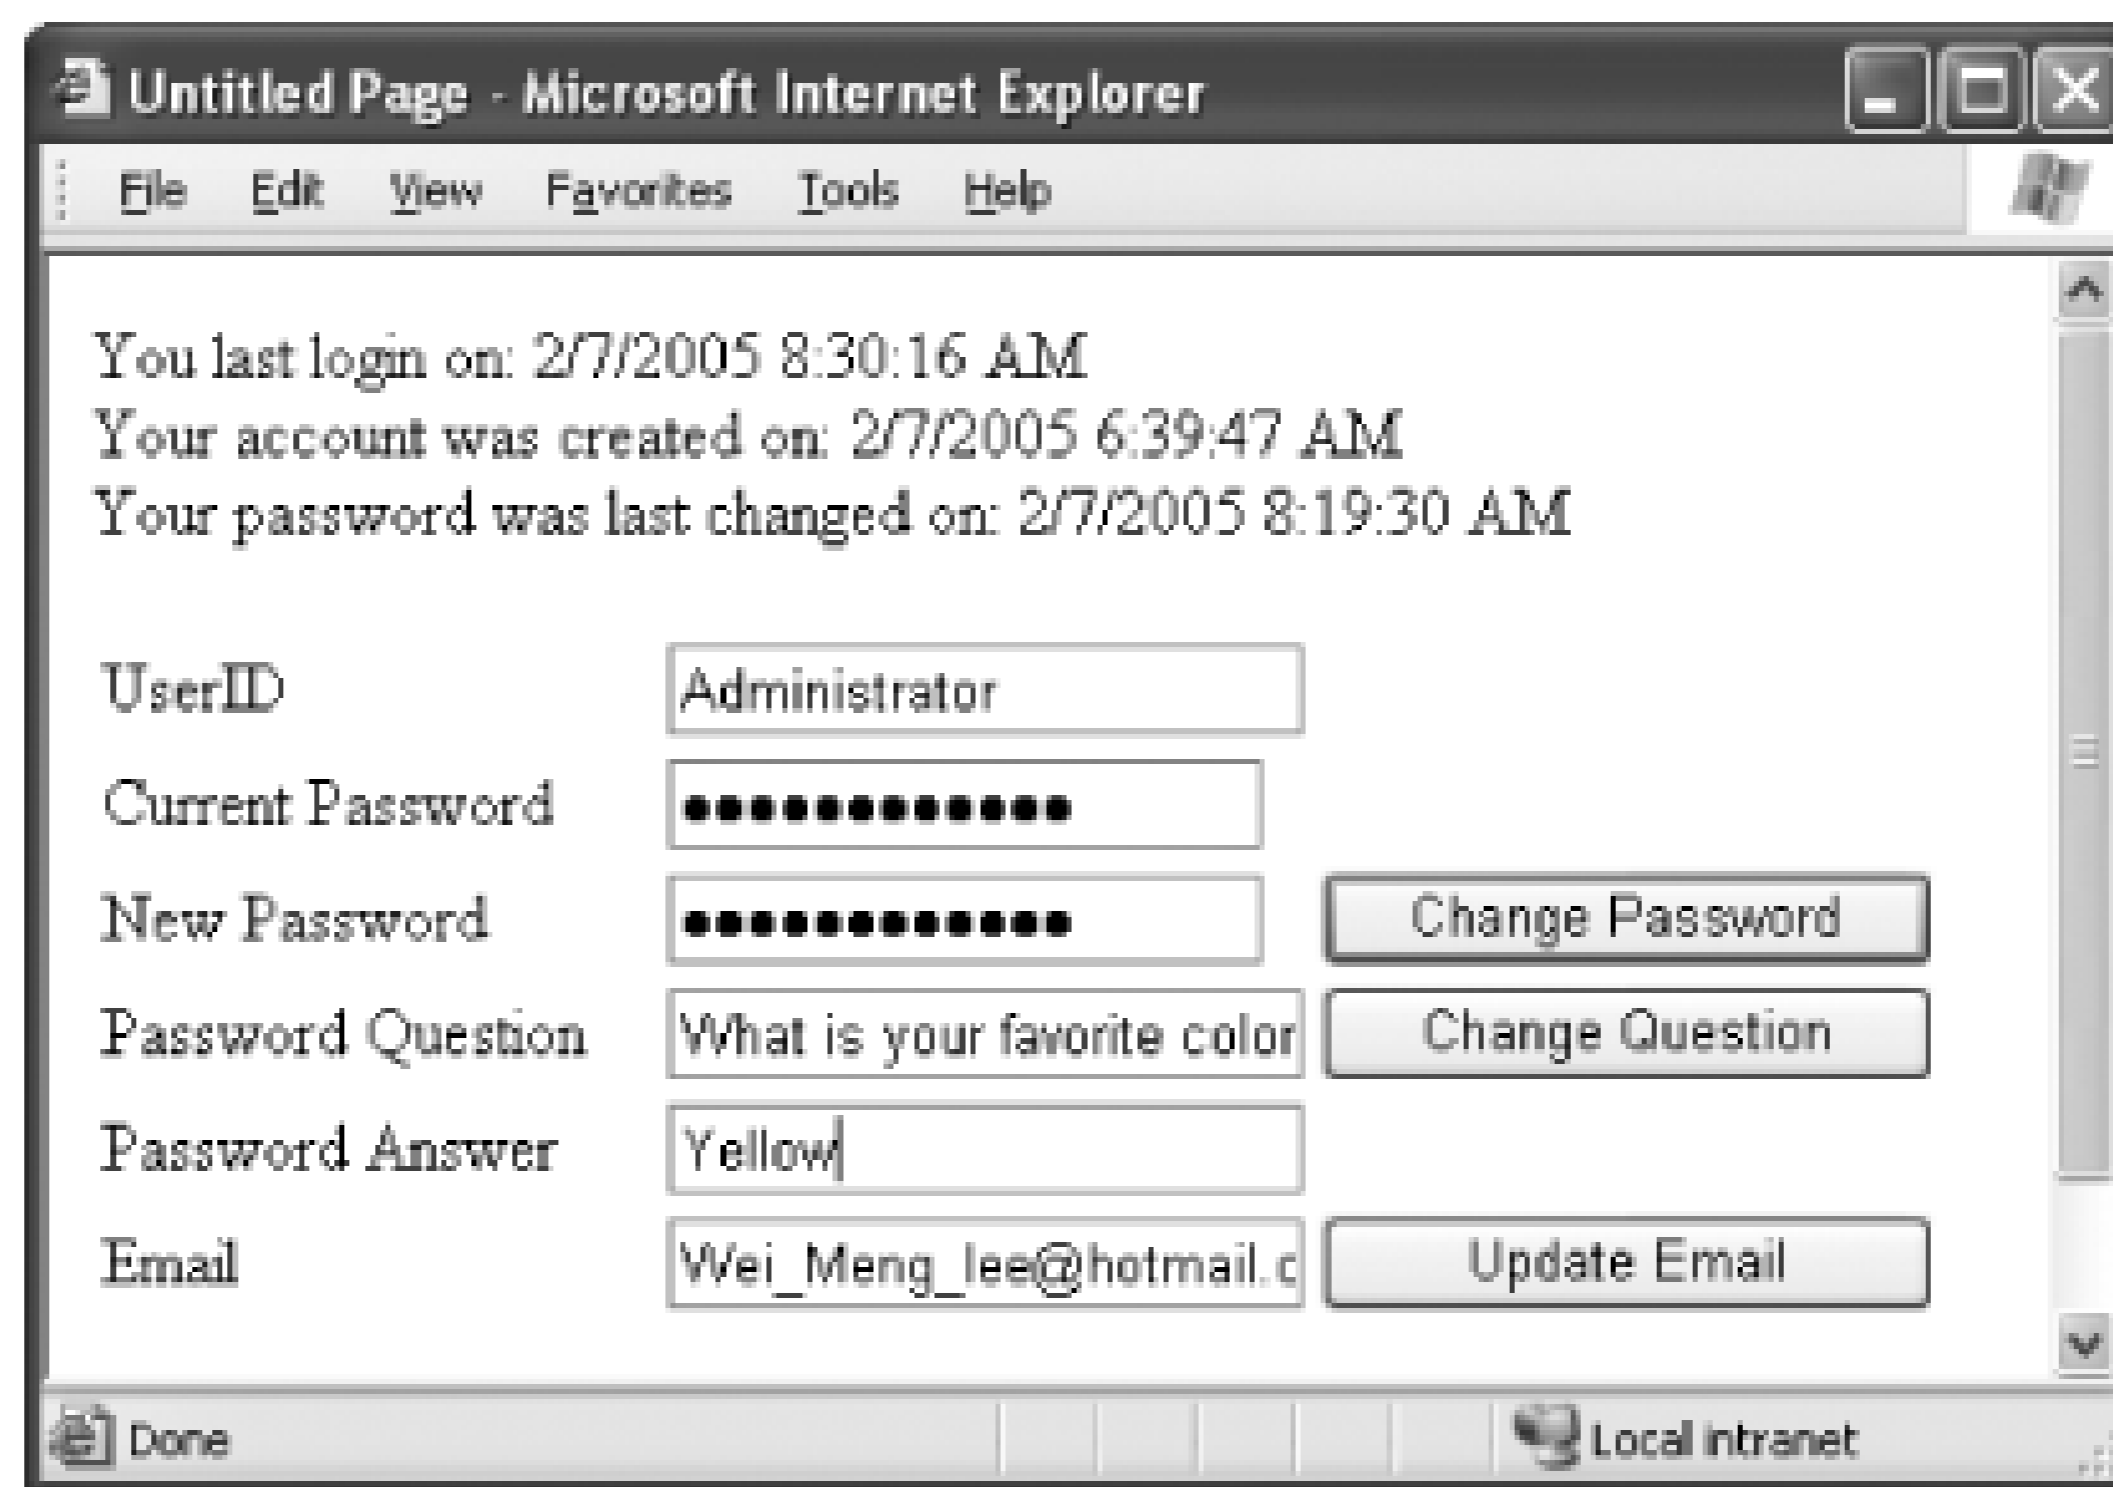 Untitled Page - Microsoft Internet Explorer
File Edit View Favorites Tools Help
You last login on: 2/7/2005 8:30:16 AM
Your account was created on: 2/7/2005 6:39:47 AM
Your password was last changed on: 2/7/2005 8:19:30 AM
UserID Administrator
Current Password ●●●●●●●●●●●●
New Password ●●●●●●●●●●●● Change Password
Password Question What is your favorite color Change Question
Password Answer Yellow
Email Wei_Meng_lee@hotmail.c Update Email
Done Local intranet